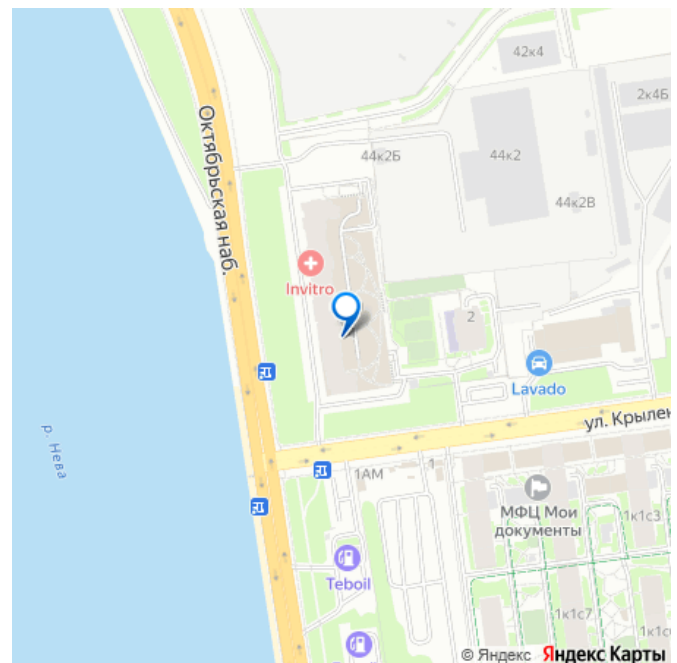 42к4
2к4Б
Октябрьская наб.
44к2Б
44к2
44к2В
Invitro
2
Lavado
ул. Крылен
р. Нева
1АМ
1
МФЦ Мои
документы
1к1с3
Teboil
1к1с7
© Яндекс Яндекс Карты